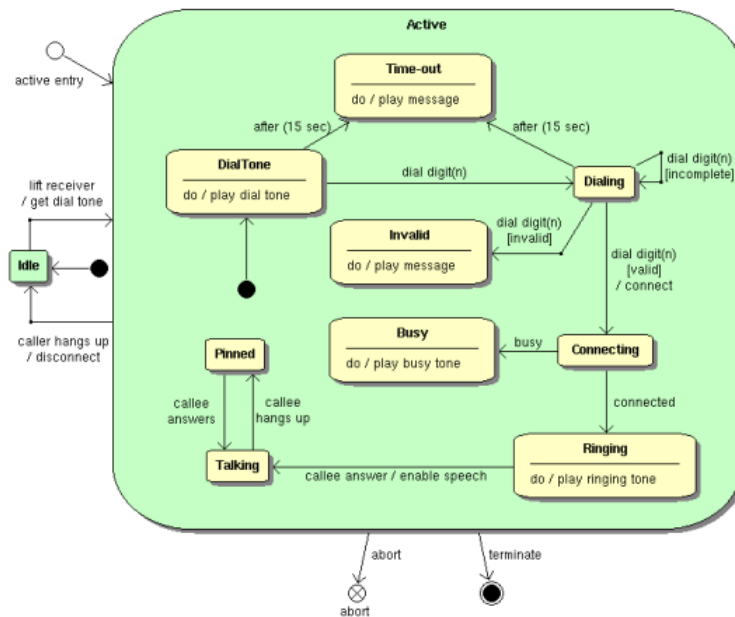 Active
active entry
Time-out
do / play message
after (15 sec)
after (15 sec)
DialTone
do / play dial tone
dial digit(n)
Dialing
dial digit(n)
[incomplete]
lift receiver
/ get dial tone
Idle
Invalid
do / play message
dial digit(n)
[invalid]
dial digit(n)
[valid]
/ connect
caller hangs up
/ disconnect
Busy
do / play busy tone
busy
Connecting
Pinned
callee
answers
callee
hangs up
connected
Talking
callee answer / enable speech
Ringing
do / play ringing tone
abort
terminate
abort